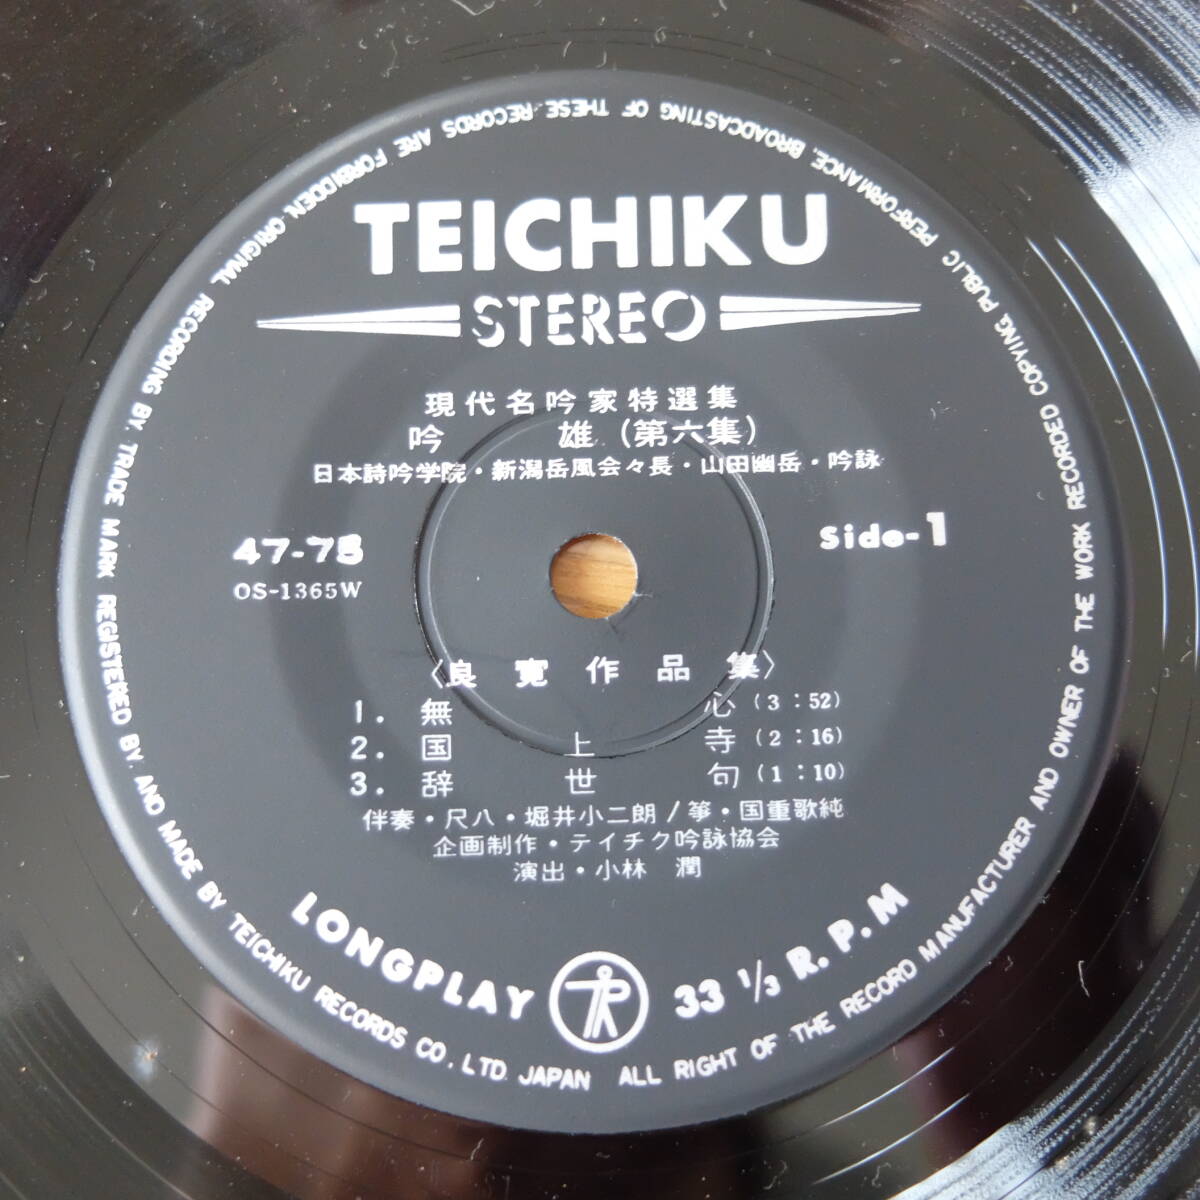 TEICHIKU
STEREO
現代名吟家特選集
吟 雄 (第六集)
日本詩吟学院・新潟岳風会々長・山田幽岳・吟詠
47-75
OS-1365W
Side-1
〈良寛作品集〉
1. 無 心 (3:52)
2. 国 上 寺 (2:16)
3. 辞 世 句 (1:10)
伴奏・尺八・堀井小二朗/箏・国重歌純
企画制作・テイチク吟詠協会
演出・小林 潤
LONGPLAY 33 1/3 R.P.M
ALL RIGHT OF THE RECORD MANUFACTURER AND OWNER OF THE WORK RECORDED COPYING PUBLIC PERFORMANCE. BROADCASTING OF THESE RECORDS ARE FORBIDDEN. ORIGINAL RECORDING BY. TRADE MARK REGISTERED BY. AND MADE BY TEICHIKU RECORDS CO., LTD. JAPAN